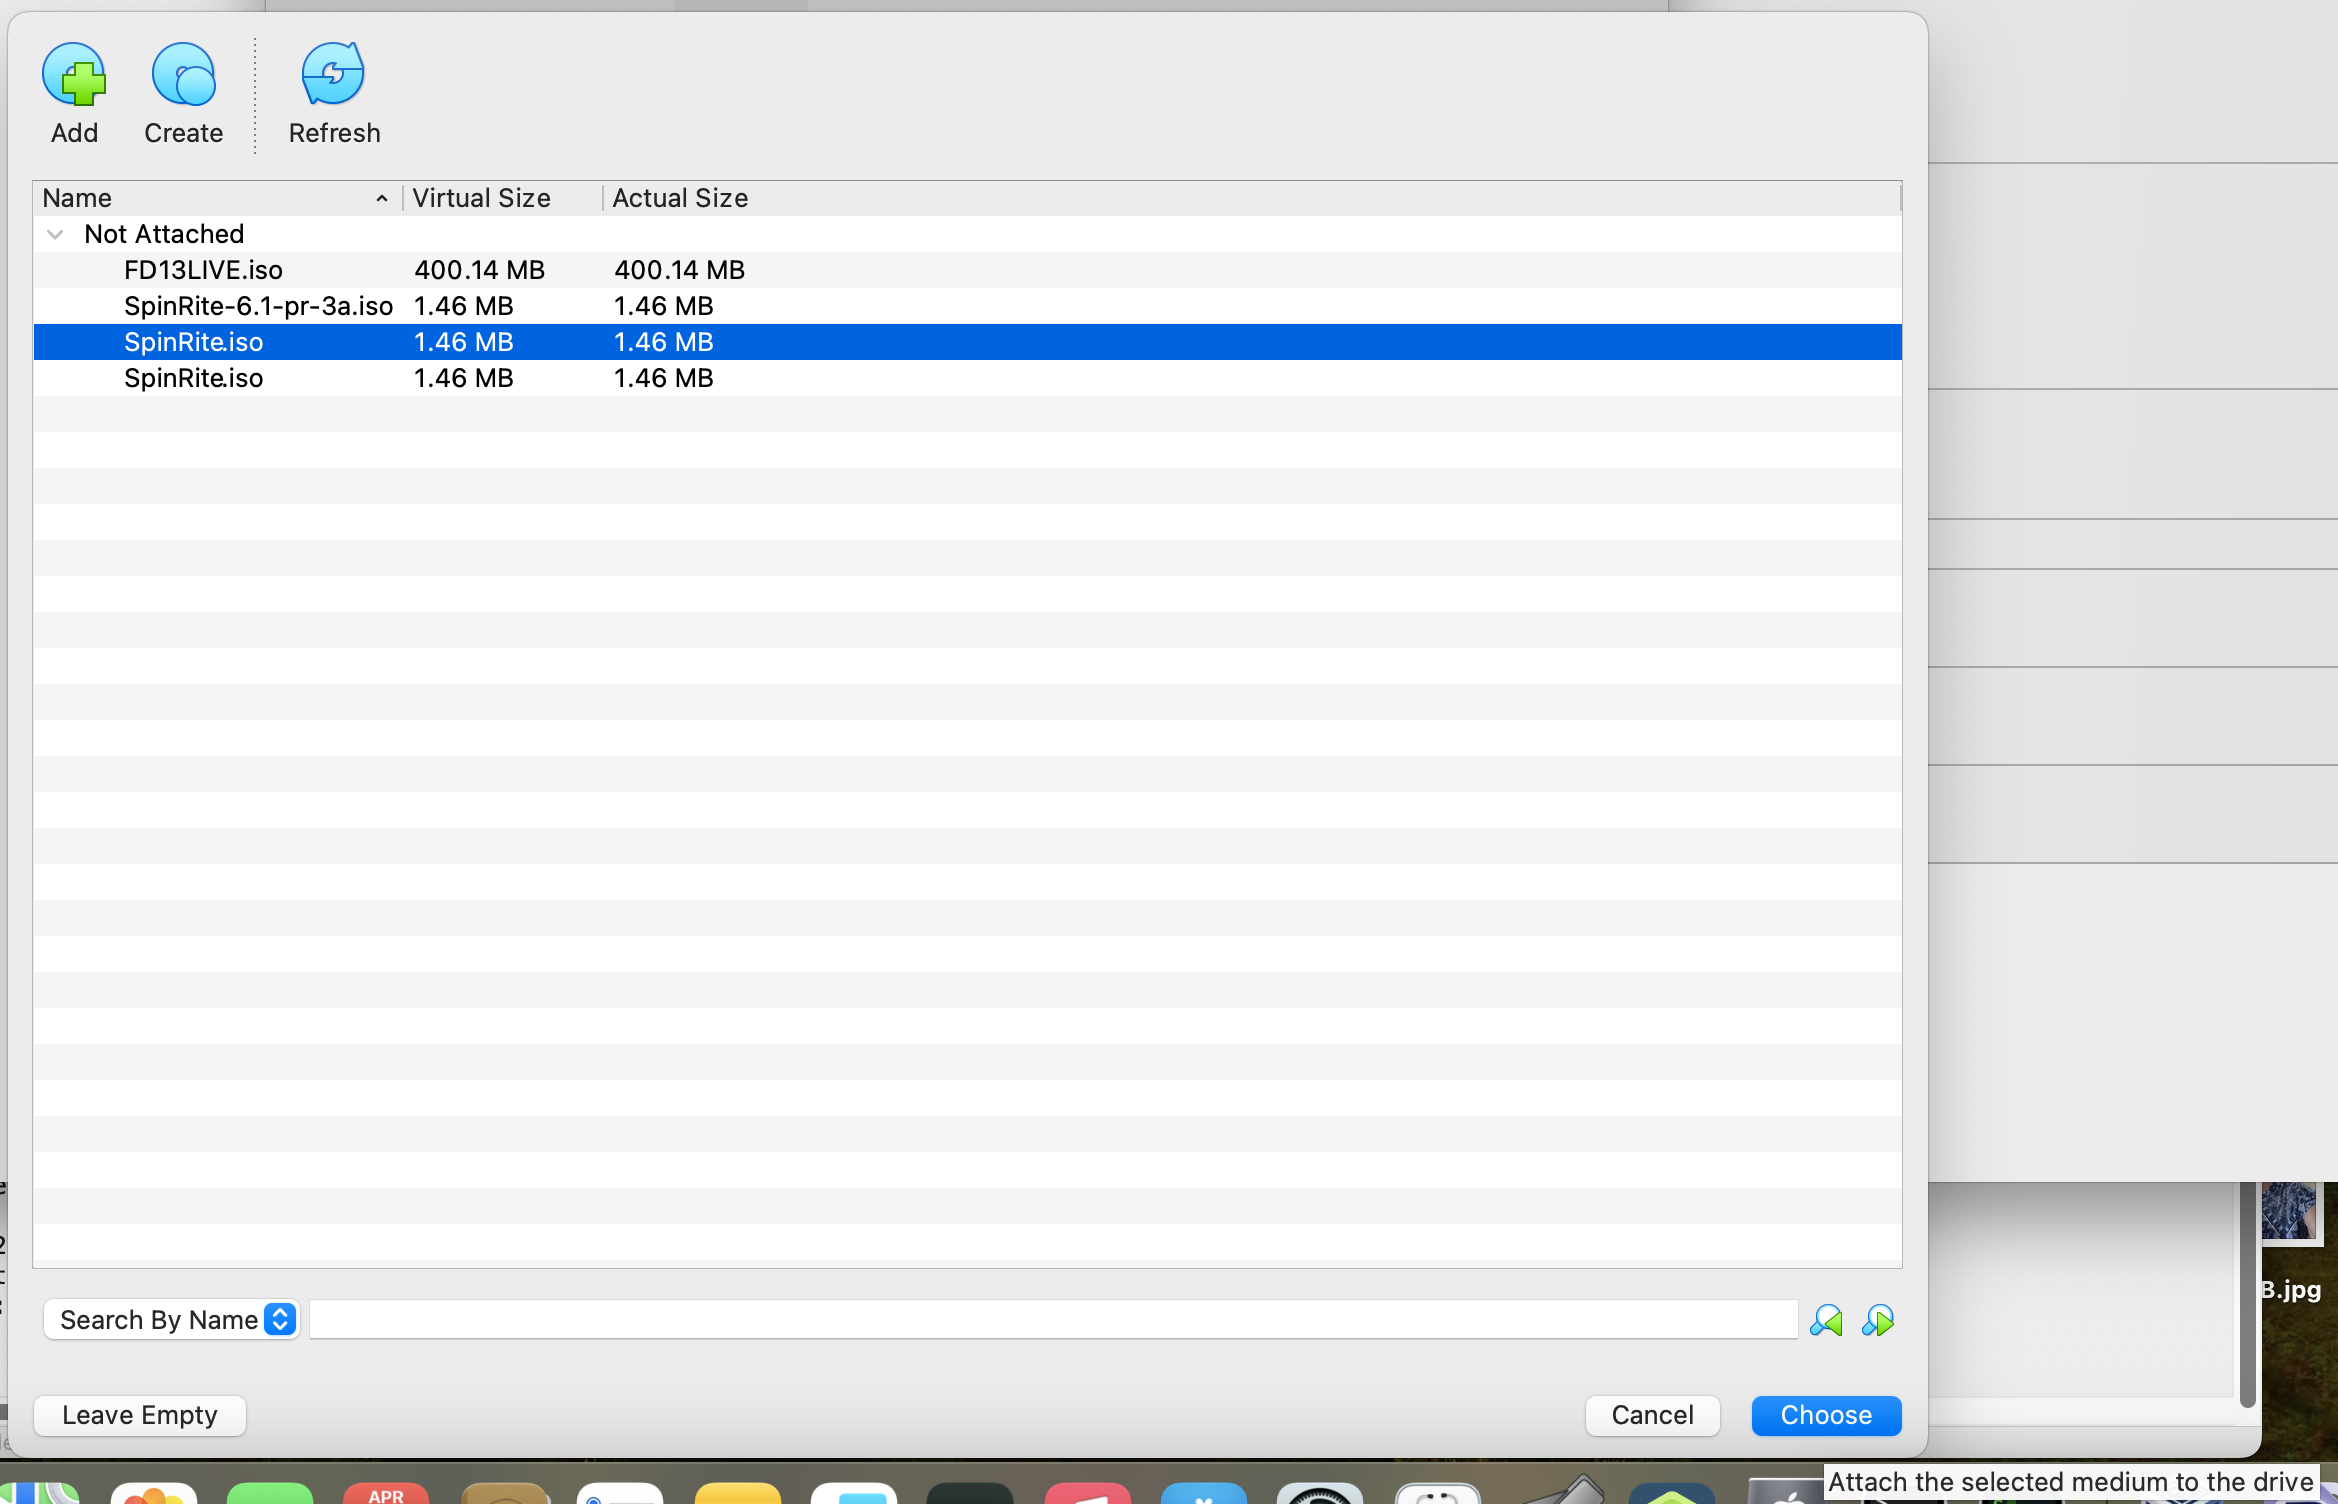 Add Create Refresh
Name Virtual Size Actual Size
Not Attached
FD13LIVE.iso 400.14 MB 400.14 MB
SpinRite-6.1-pr-3a.iso 1.46 MB 1.46 MB
SpinRite.iso 1.46 MB 1.46 MB
SpinRite.iso 1.46 MB 1.46 MB
B.jpg
Search By Name
Leave Empty Cancel Choose
Attach the selected medium to the drive
APR